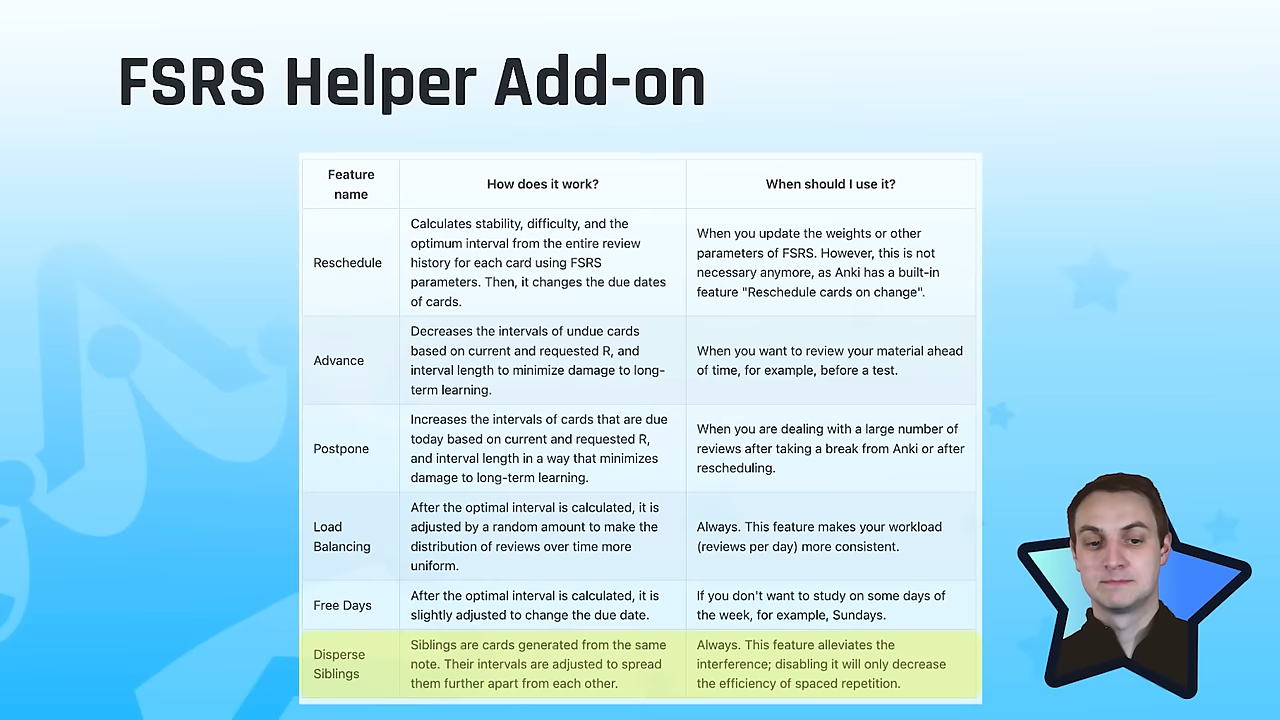 FSRS Helper Add-on
Feature
name
How does it work?
When should I use it?
Reschedule
Calculates stability, difficulty, and the
optimum interval from the entire review
history for each card using FSRS
parameters. Then, it changes the due dates
of cards.
When you update the weights or other
parameters of FSRS. However, this is not
necessary anymore, as Anki has a built-in
feature "Reschedule cards on change".
Advance
Decreases the intervals of undue cards
based on current and requested R, and
interval length to minimize damage to long-
term learning.
When you want to review your material ahead
of time, for example, before a test.
Postpone
Increases the intervals of cards that are due
today based on current and requested R,
and interval length in a way that minimizes
damage to long-term learning.
When you are dealing with a large number of
reviews after taking a break from Anki or after
rescheduling.
Load
Balancing
After the optimal interval is calculated, it is
adjusted by a random amount to make the
distribution of reviews over time more
uniform.
Always. This feature makes your workload
(reviews per day) more consistent.
Free Days
After the optimal interval is calculated, it is
slightly adjusted to change the due date.
If you don't want to study on some days of
the week, for example, Sundays.
Disperse
Siblings
Siblings are cards generated from the same
note. Their intervals are adjusted to spread
them further apart from each other.
Always. This feature alleviates the
interference; disabling it will only decrease
the efficiency of spaced repetition.